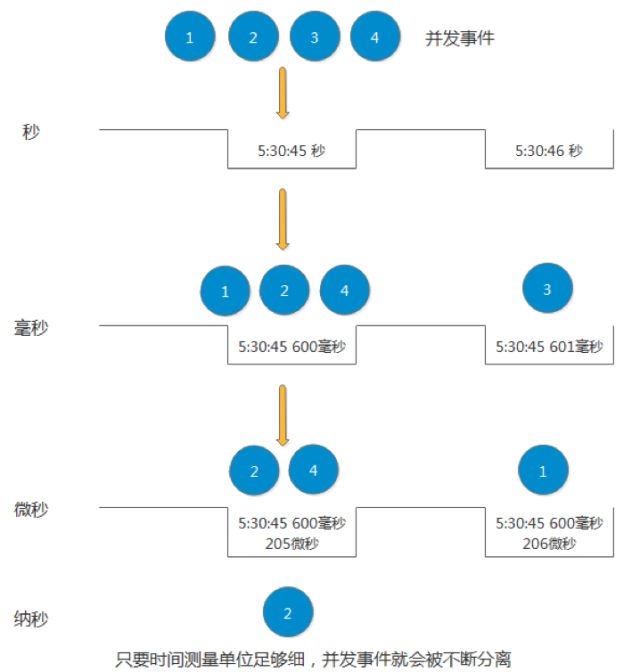 1 2 3 4 并发事件
秒
5:30:45 秒 5:30:46 秒
1 2 4 3
毫秒
5:30:45 600毫秒 5:30:45 601毫秒
2 4 1
微秒
5:30:45 600毫秒 5:30:45 600毫秒
205微秒 206微秒
纳秒 2
只要时间测量单位足够细，并发事件就会被不断分离